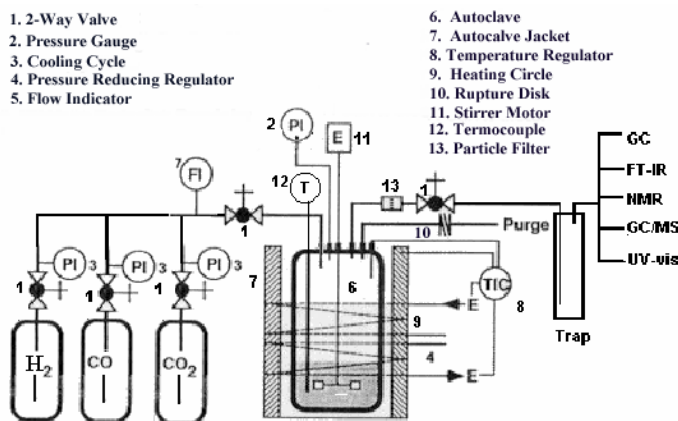 1. 2-Way Valve
2. Pressure Gauge
3. Cooling Cycle
4. Pressure Reducing Regulator
5. Flow Indicator
6. Autoclave
7. Autocalve Jacket
8. Temperature Regulator
9. Heating Circle
10. Rupture Disk
11. Stirrer Motor
12. Termocouple
13. Particle Filter
2 PI
E 11
GC
12 T
13
1
FT-IR
7 FI
NMR
1
Purge
GC/MS
10
PI 3
PI 3
PI 3
7
6
UV-vis
TIC
E
8
1
1
1
9
Trap
4
E
H2
CO
CO2